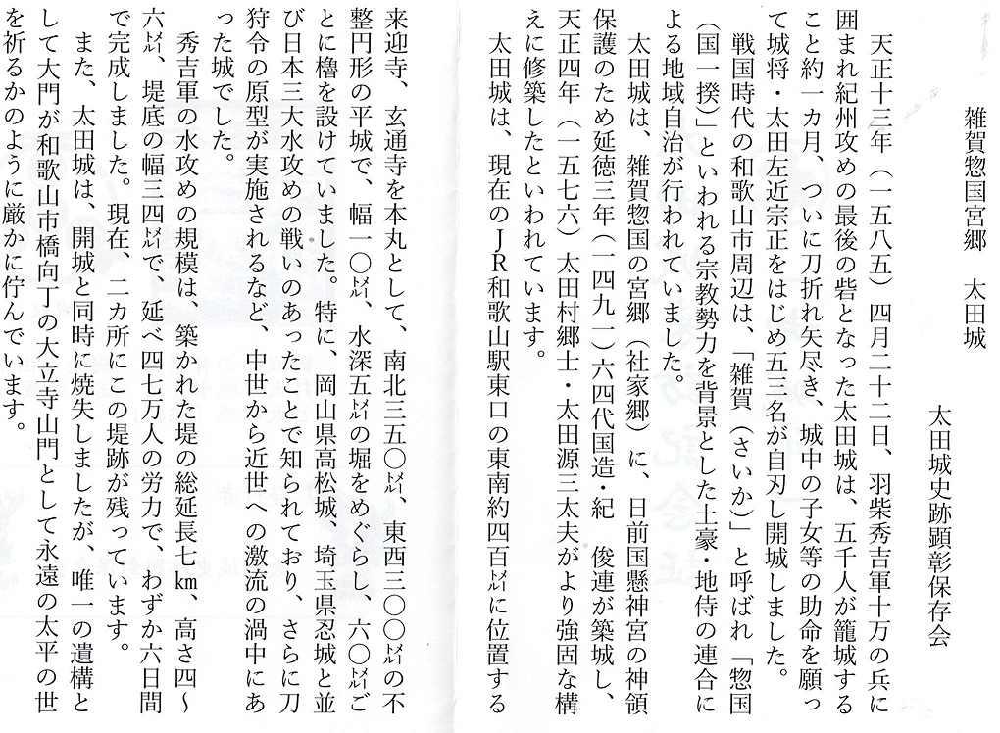 雑賀惣国宮郷　太田城
太田城史跡顕彰保存会
天正十三年（一五八五）四月二十二日、羽柴秀吉軍十万の兵に
囲まれ紀州攻めの最後の砦となった太田城は、五千人が籠城する
こと約一カ月、ついに刀折れ矢尽き、城中の子女等の助命を願っ
て城将・太田左近宗正をはじめ五三名が自刃し開城しました。
戦国時代の和歌山市周辺は、「雑賀（さいか）」と呼ばれ「惣国
（国一揆）」といわれる宗教勢力を背景とした土豪・地侍の連合に
よる地域自治が行われていました。
太田城は、雑賀惣国の宮郷（社家郷）に、日前国懸神宮の神領
保護のため延徳三年（一四九一）六四代国造・紀　俊連が築城し、
天正四年（一五七六）太田村郷士・太田源三太夫がより強固な構
えに修築したといわれています。
太田城は、現在のＪＲ和歌山駅東口の東南約四百㍍に位置する
来迎寺、玄通寺を本丸として、南北三五〇㍍、東西三〇〇㍍の不
整円形の平城で、幅一〇㍍、水深五㍍の堀をめぐらし、六〇㍍ご
とに櫓を設けていました。特に、岡山県高松城、埼玉県忍城と並
び日本三大水攻めの戦いのあったことで知られており、さらに刀
狩令の原型が実施されるなど、中世から近世への激流の渦中にあ
った城でした。
秀吉軍の水攻めの規模は、築かれた堤の総延長七㎞、高さ四～
六㍍、堤底の幅三四㍍で、延べ四七万人の労力で、わずか六日間
で完成しました。現在、二カ所にこの堤跡が残っています。
また、太田城は、開城と同時に焼失しましたが、唯一の遺構と
して大門が和歌山市橋向丁の大立寺山門として永遠の太平の世
を祈るかのように厳かに佇んでいます。